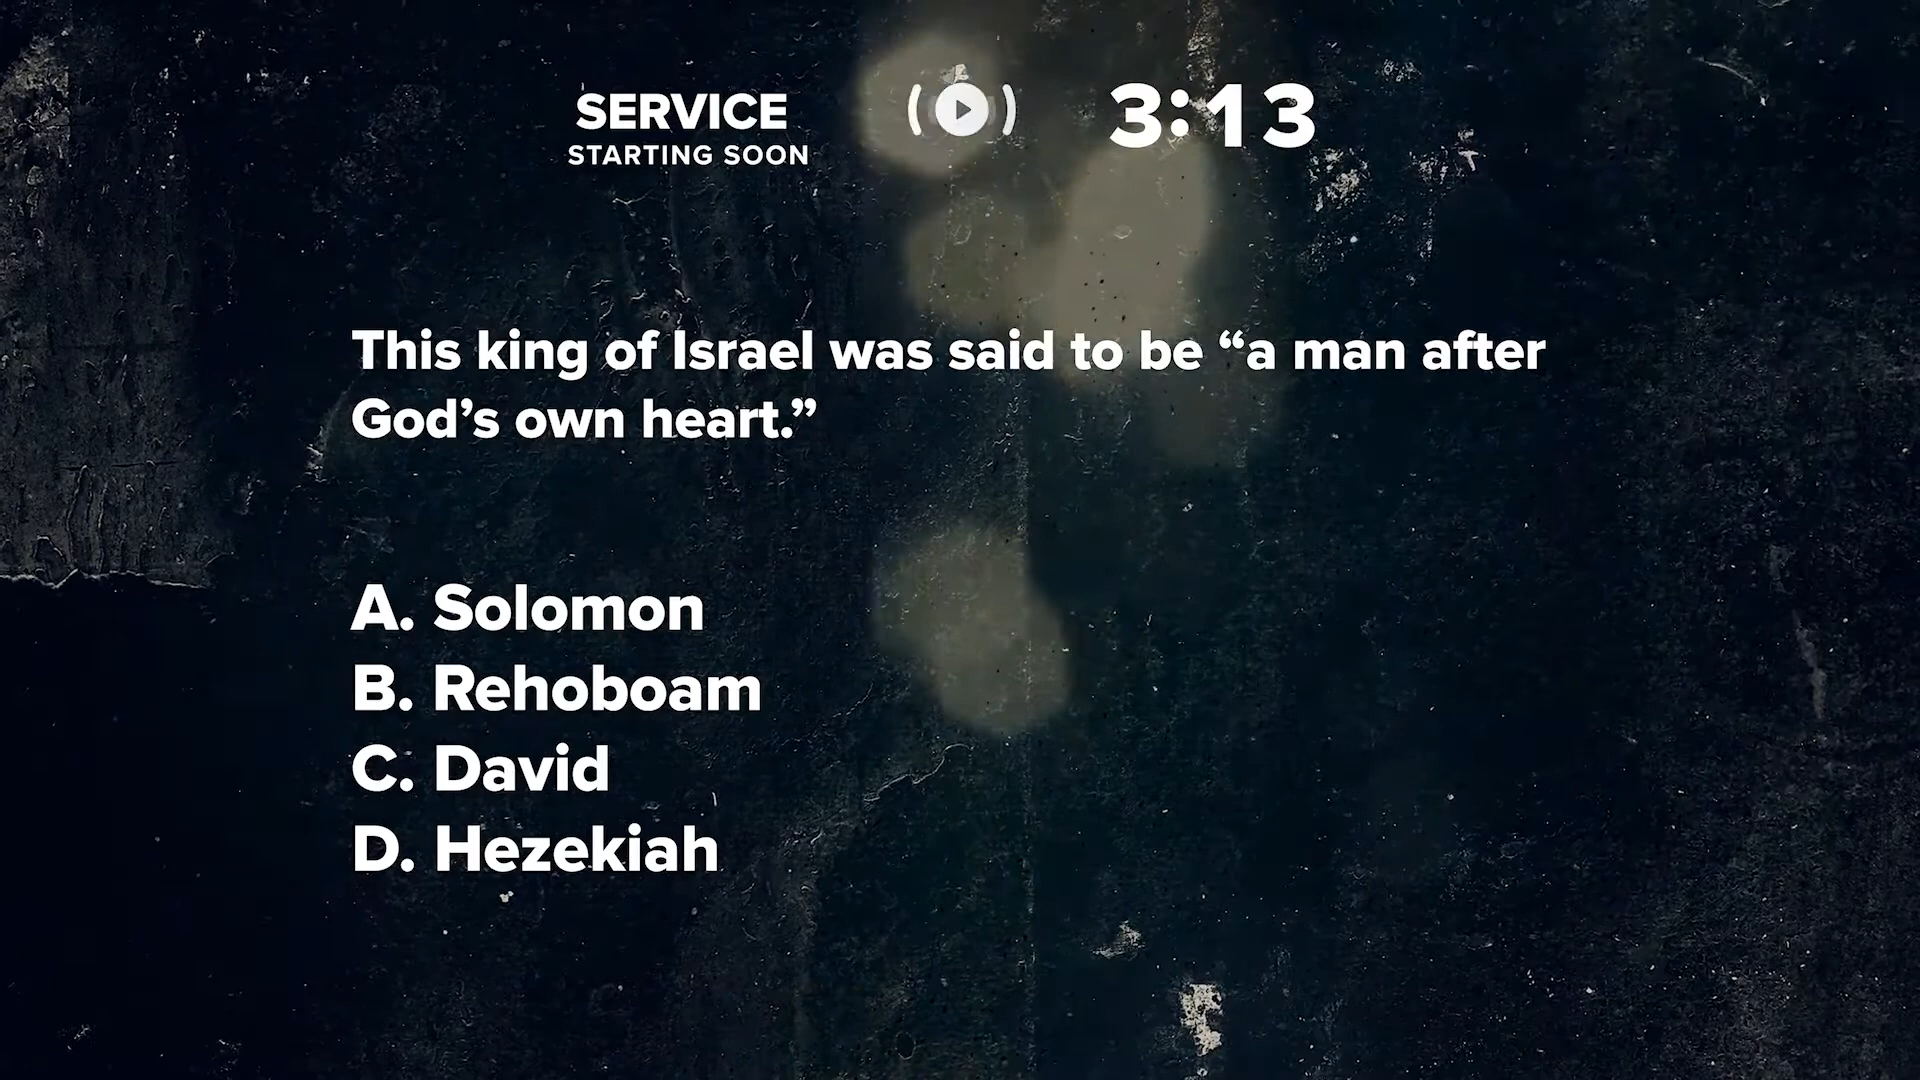 SERVICE
STARTING SOON
3:13
This king of Israel was said to be “a man after
God’s own heart.”
A. Solomon
B. Rehoboam
C. David
D. Hezekiah